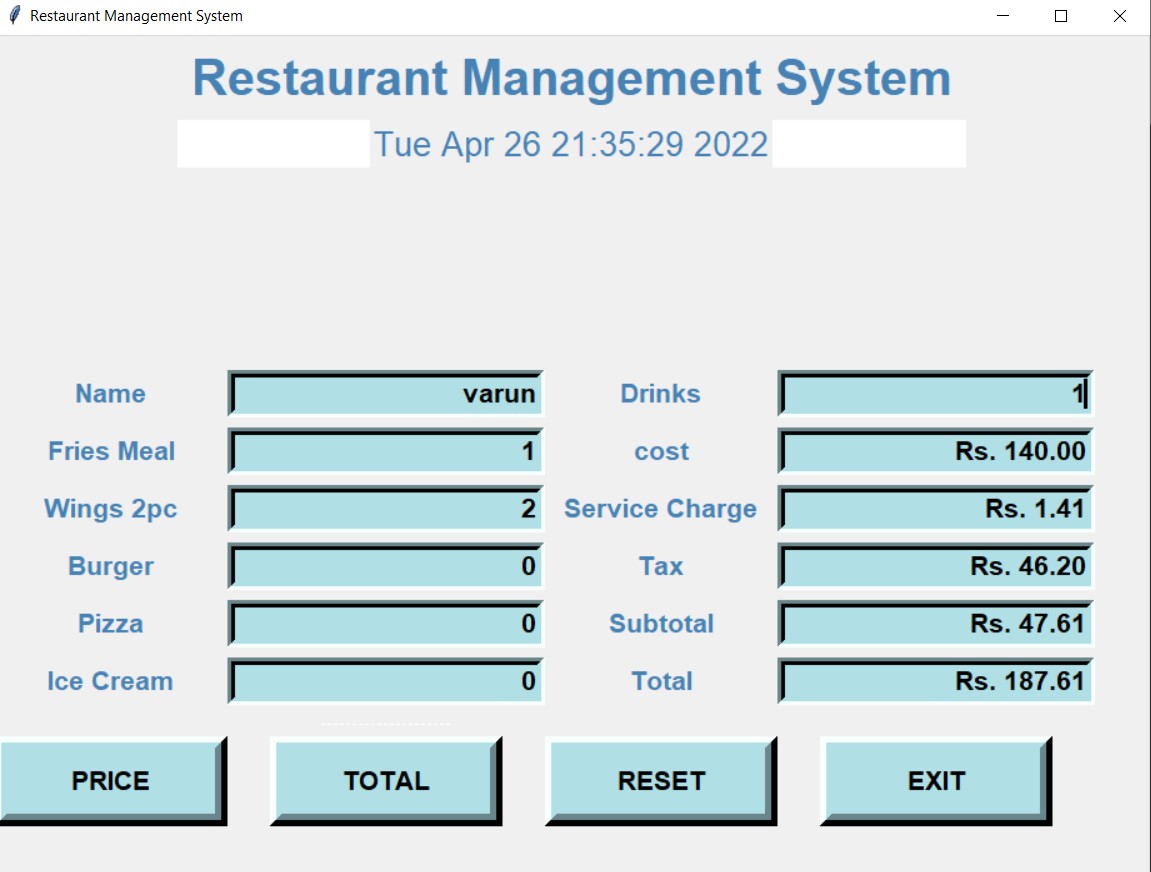 Restaurant Management System
Restaurant Management System
Tue Apr 26 21:35:29 2022
Name varun Drinks 1
Fries Meal 1 cost Rs. 140.00
Wings 2pc 2 Service Charge Rs. 1.41
Burger 0 Tax Rs. 46.20
Pizza 0 Subtotal Rs. 47.61
Ice Cream 0 Total Rs. 187.61
PRICE TOTAL RESET EXIT